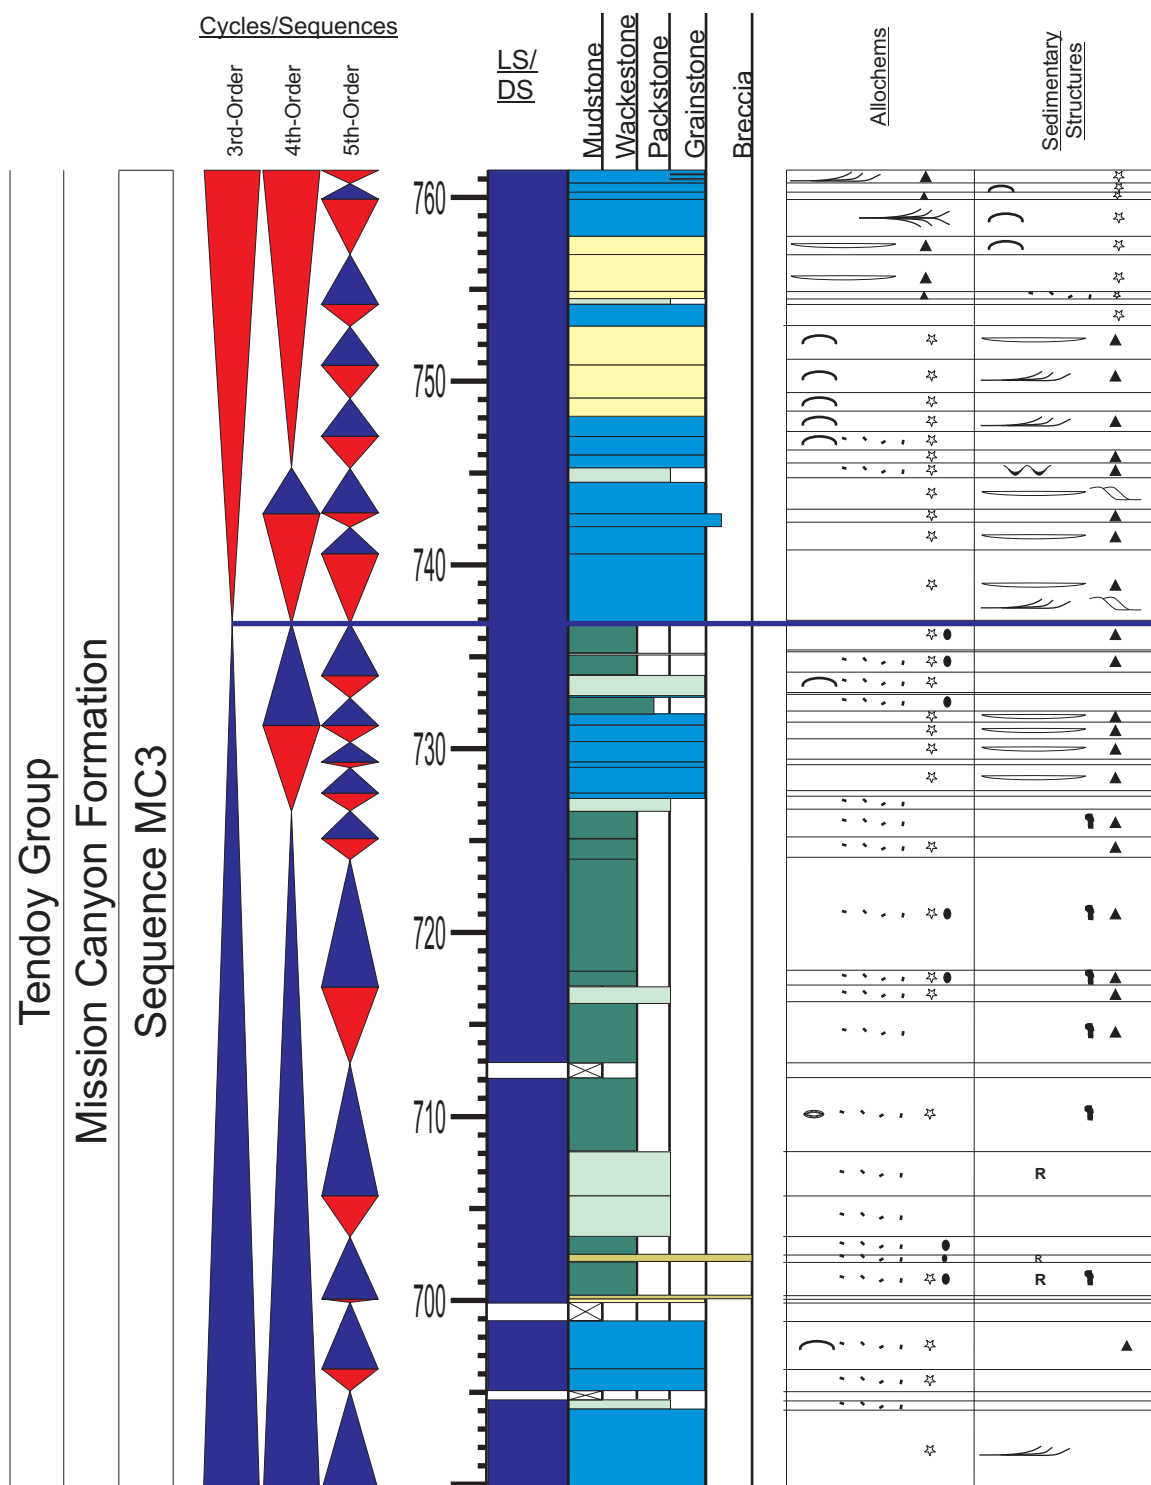 Cycles/Sequences
3rd-Order
4th-Order
5th-Order
LS/
DS
Mudstone
Wackestone
Packstone
Grainstone
Breccia
Allochems
Sedimentary
Structures
Tendoy Group
Mission Canyon Formation
Sequence MC3
760
750
740
730
720
710
700
R
R
R